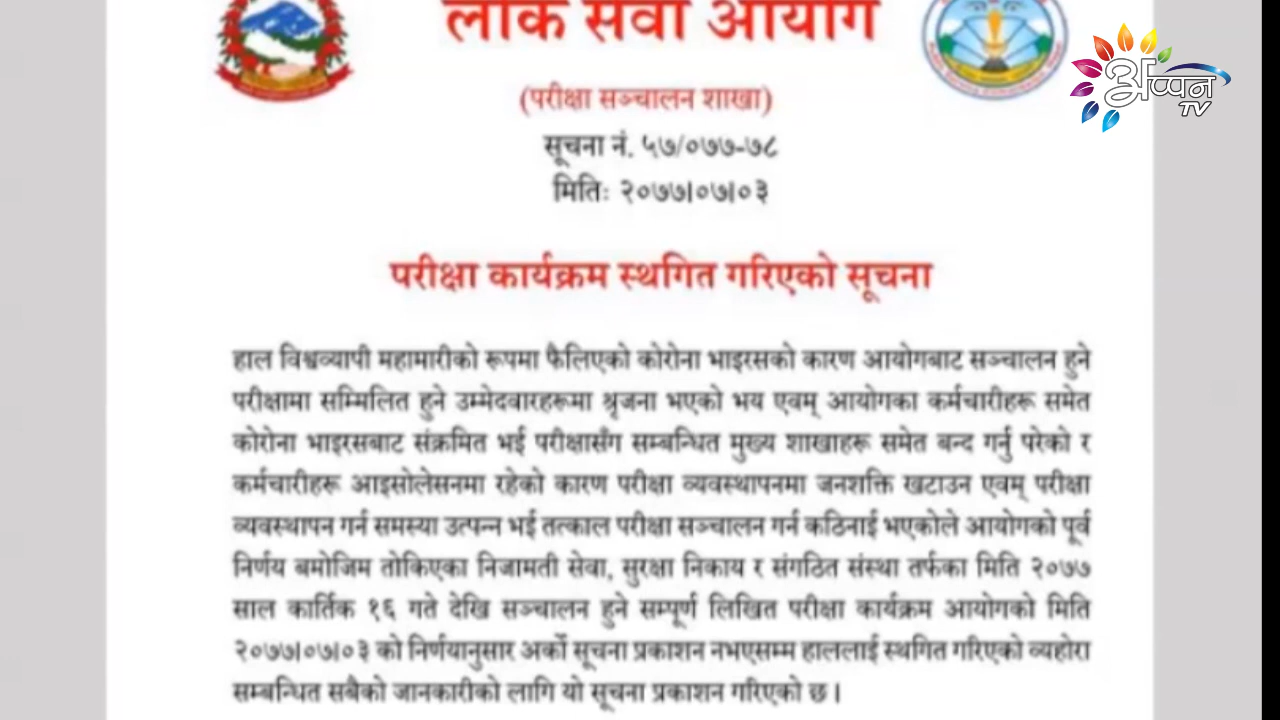 लोक सेवा आयोग
अप्पन
TV
(परीक्षा सञ्चालन शाखा)
सूचना नं. ५७/०७७-७८
मितिः २०७७।०७।०३
परीक्षा कार्यक्रम स्थगित गरिएको सूचना
हाल विश्वव्यापी महामारीको रूपमा फैलिएको कोरोना भाइरसको कारण आयोगबाट सञ्चालन हुने
परीक्षामा सम्मिलित हुने उम्मेदवारहरूमा श्रृजना भएको भय एवम् आयोगका कर्मचारीहरू समेत
कोरोना भाइरसबाट संक्रमित भई परीक्षासँग सम्बन्धित मुख्य शाखाहरू समेत बन्द गर्नु परेको र
कर्मचारीहरू आइसोलेसनमा रहेको कारण परीक्षा व्यवस्थापनमा जनशक्ति खटाउन एवम् परीक्षा
व्यवस्थापन गर्न समस्या उत्पन्न भई तत्काल परीक्षा सञ्चालन गर्न कठिनाई भएकोले आयोगको पूर्व
निर्णय बमोजिम तोकिएका निजामती सेवा, सुरक्षा निकाय र संगठित संस्था तर्फका मिति २०७७
साल कार्तिक १६ गते देखि सञ्चालन हुने सम्पूर्ण लिखित परीक्षा कार्यक्रम आयोगको मिति
२०७७।०७।०३ को निर्णयानुसार अर्को सूचना प्रकाशन नभएसम्म हाललाई स्थगित गरिएको व्यहोरा
सम्बन्धित सबैको जानकारीको लागि यो सूचना प्रकाशन गरिएको छ ।